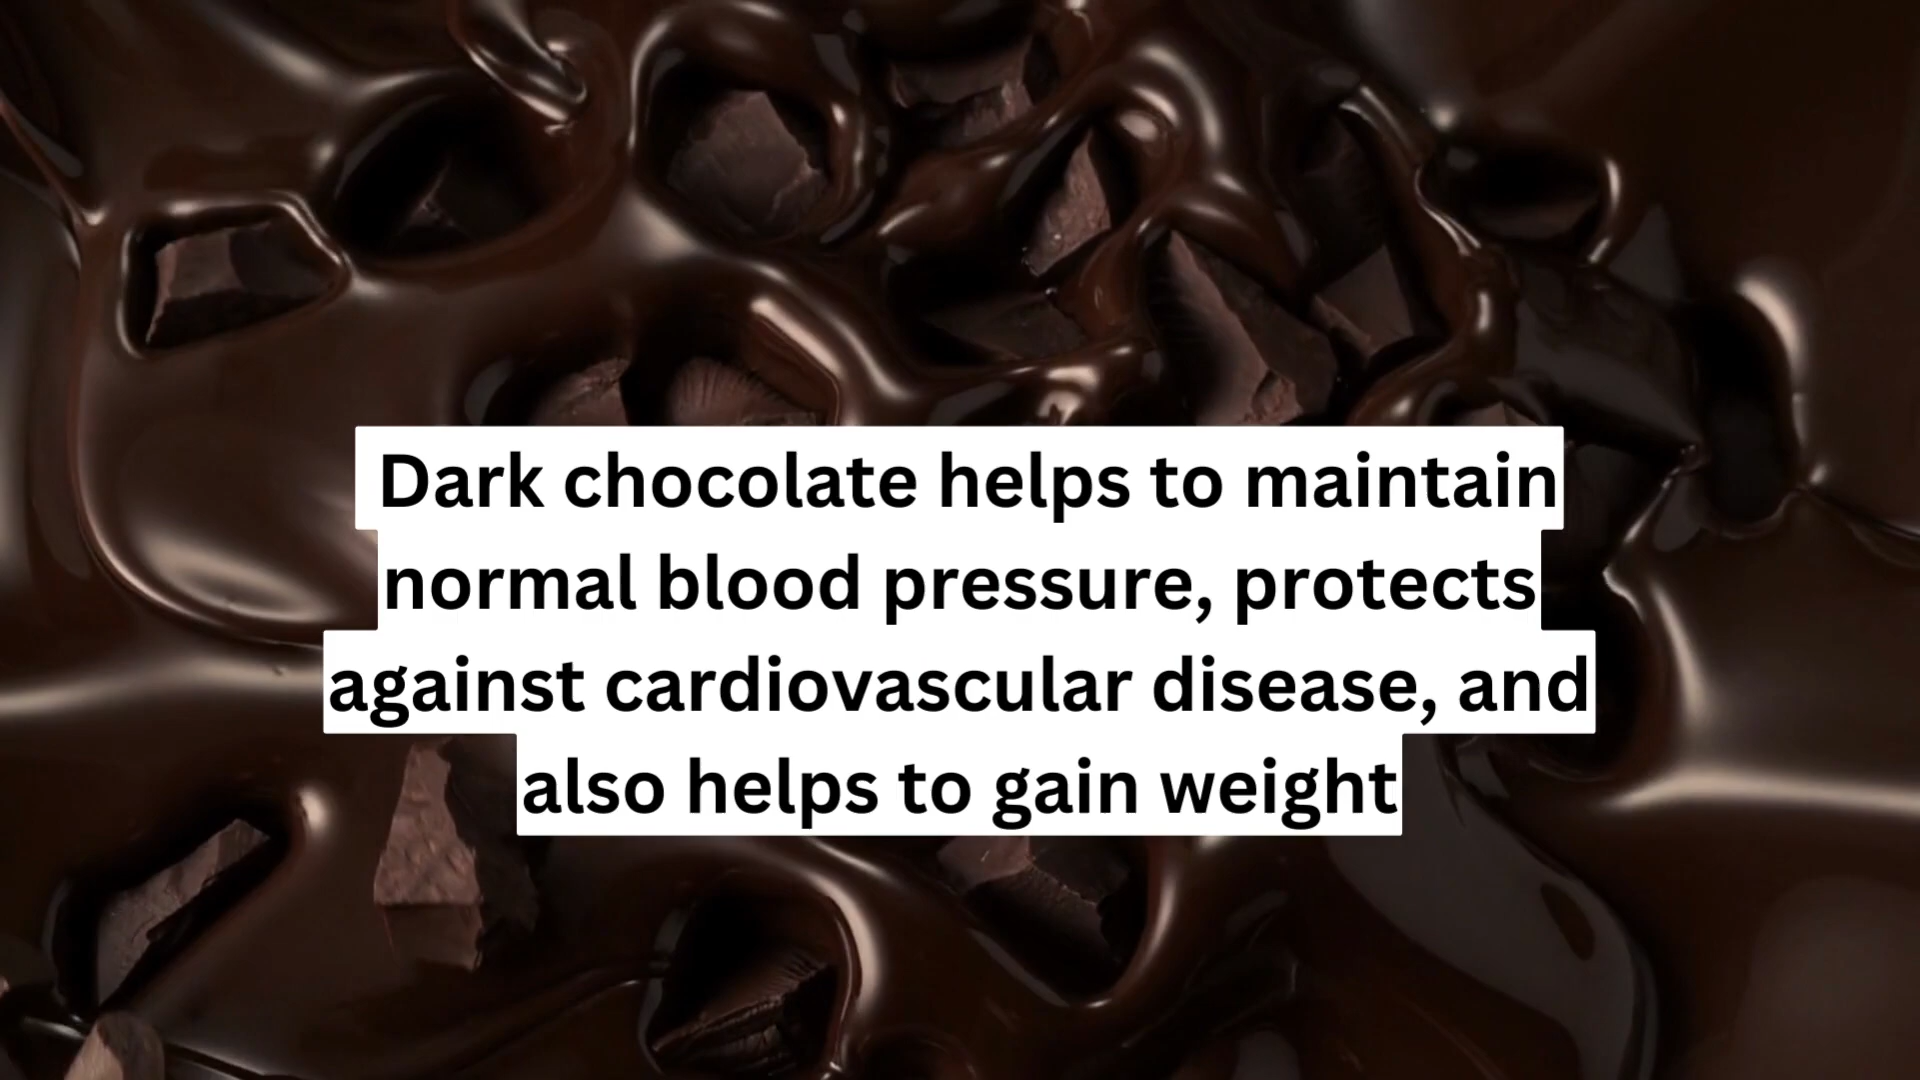 Dark chocolate helps to maintain
normal blood pressure, protects
against cardiovascular disease, and
also helps to gain weight